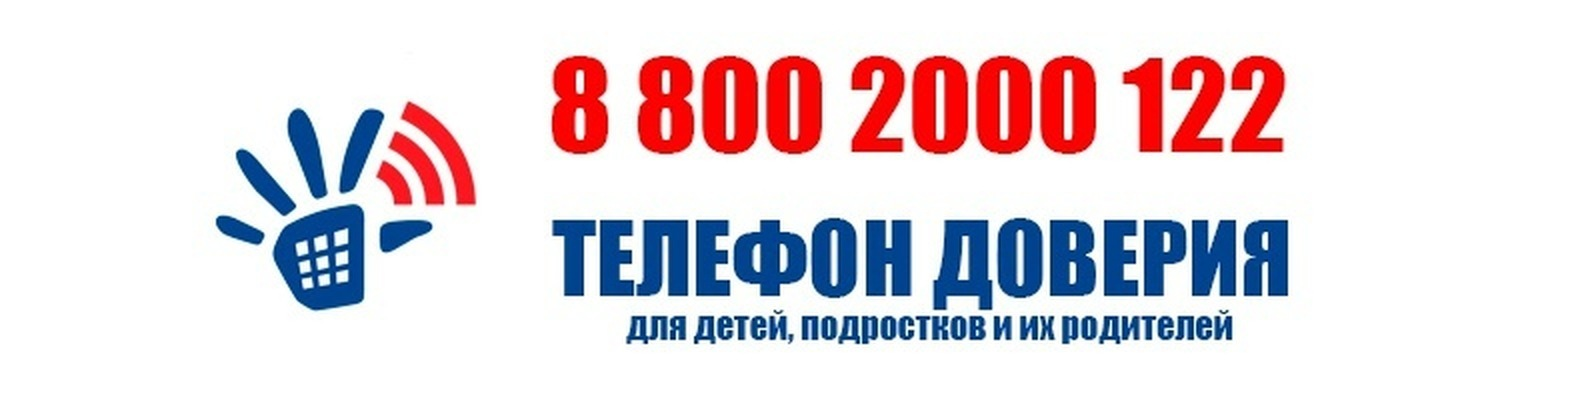 8 800 2000 122
ТЕЛЕФОН ДОВЕРИЯ
для детей, подростков и их родителей